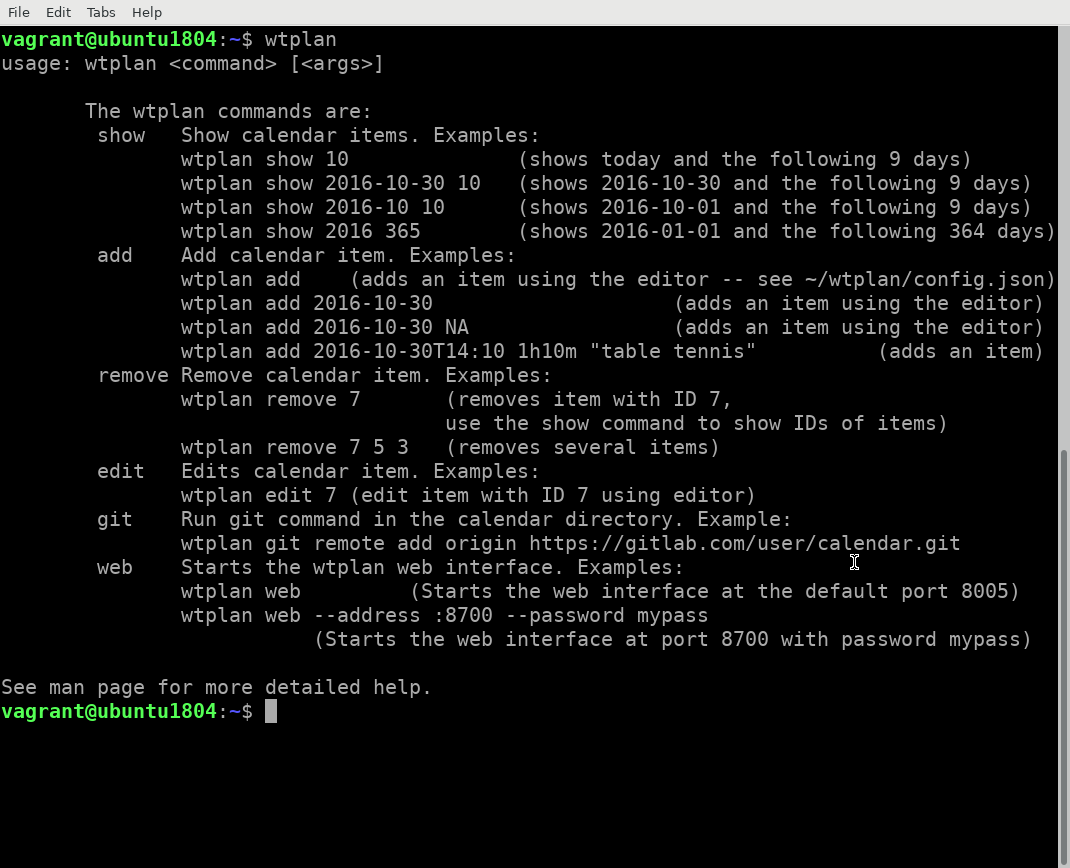 File Edit Tabs Help
vagrant@ubuntu1804:~$ wtplan
usage: wtplan <command> [<args>]

       The wtplan commands are:
        show   Show calendar items. Examples:
               wtplan show 10              (shows today and the following 9 days)
               wtplan show 2016-10-30 10   (shows 2016-10-30 and the following 9 days)
               wtplan show 2016-10 10      (shows 2016-10-01 and the following 9 days)
               wtplan show 2016 365        (shows 2016-01-01 and the following 364 days)
        add    Add calendar item. Examples:
               wtplan add    (adds an item using the editor -- see ~/wtplan/config.json)
               wtplan add 2016-10-30                    (adds an item using the editor)
               wtplan add 2016-10-30 NA                 (adds an item using the editor)
               wtplan add 2016-10-30T14:10 1h10m "table tennis"          (adds an item)
        remove Remove calendar item. Examples:
               wtplan remove 7       (removes item with ID 7,
                                     use the show command to show IDs of items)
               wtplan remove 7 5 3   (removes several items)
        edit   Edits calendar item. Examples:
               wtplan edit 7 (edit item with ID 7 using editor)
        git    Run git command in the calendar directory. Example:
               wtplan git remote add origin https://gitlab.com/user/calendar.git
        web    Starts the wtplan web interface. Examples:
               wtplan web         (Starts the web interface at the default port 8005)
               wtplan web --address :8700 --password mypass
                          (Starts the web interface at port 8700 with password mypass)

See man page for more detailed help.
vagrant@ubuntu1804:~$